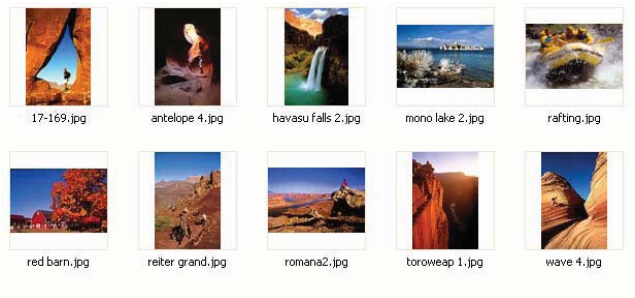 17-169.jpg
antelope 4.jpg
havasu falls 2.jpg
mono lake 2.jpg
rafting.jpg
red barn.jpg
reiter grand.jpg
romana2.jpg
toroweap 1.jpg
wave 4.jpg